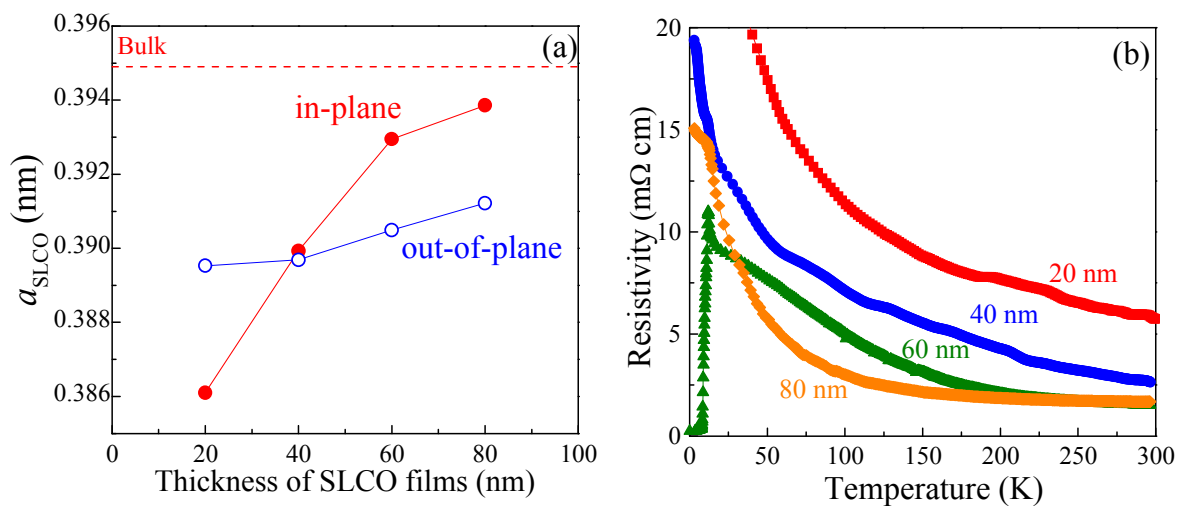 (a)
Bulk
in-plane
out-of-plane
0.396
0.394
0.392
0.390
0.388
0.386
a_SLCO (nm)
0 20 40 60 80 100
Thickness of SLCO films (nm)
(b)
20 nm
40 nm
60 nm
80 nm
20
15
10
5
0
Resistivity (mΩ cm)
0 50 100 150 200 250 300
Temperature (K)